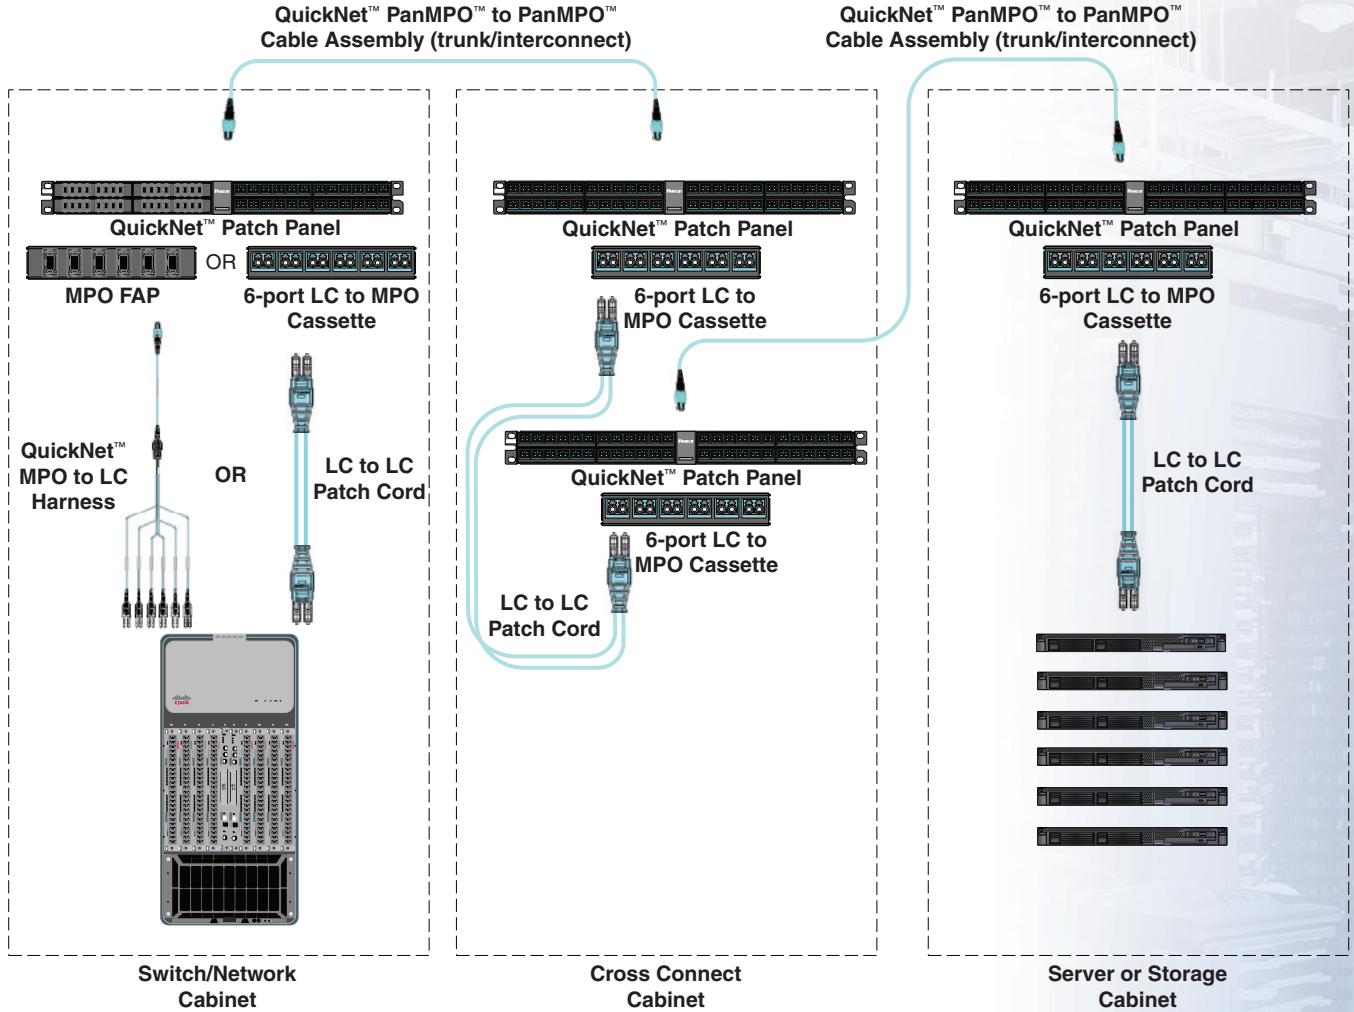 QuickNet™ PanMPO™ to PanMPO™
Cable Assembly (trunk/interconnect)
QuickNet™ PanMPO™ to PanMPO™
Cable Assembly (trunk/interconnect)
QuickNet™ Patch Panel
MPO FAP
OR
6-port LC to MPO
Cassette
QuickNet™
MPO to LC
Harness
OR
LC to LC
Patch Cord
CISCO
Switch/Network
Cabinet
QuickNet™ Patch Panel
6-port LC to
MPO Cassette
QuickNet™ Patch Panel
6-port LC to
MPO Cassette
LC to LC
Patch Cord
Cross Connect
Cabinet
QuickNet™ Patch Panel
6-port LC to MPO
Cassette
LC to LC
Patch Cord
Server or Storage
Cabinet